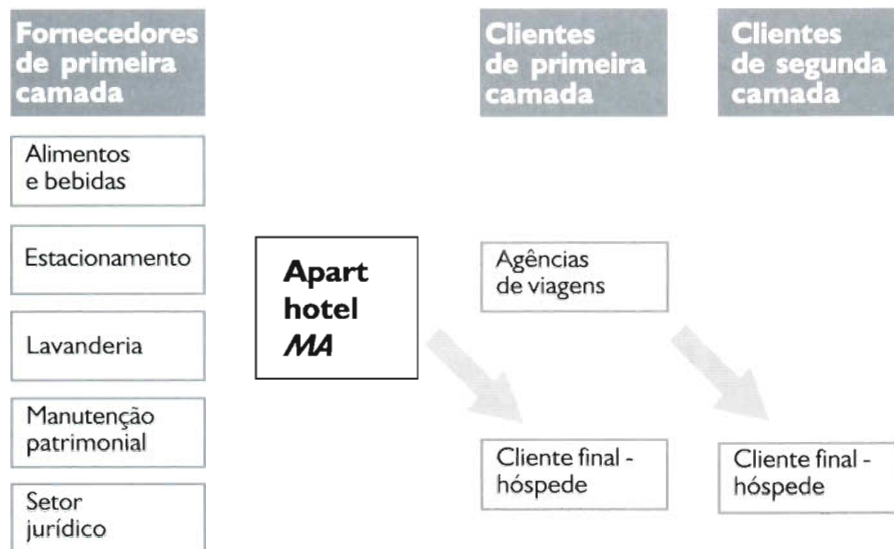 Fornecedores
de primeira
camada
Clientes
de primeira
camada
Clientes
de segunda
camada
Alimentos
e bebidas
Estacionamento
Lavanderia
Manutenção
patrimonial
Setor
jurídico
Apart
hotel
MA
Agências
de viagens
Cliente final -
hóspede
Cliente final -
hóspede